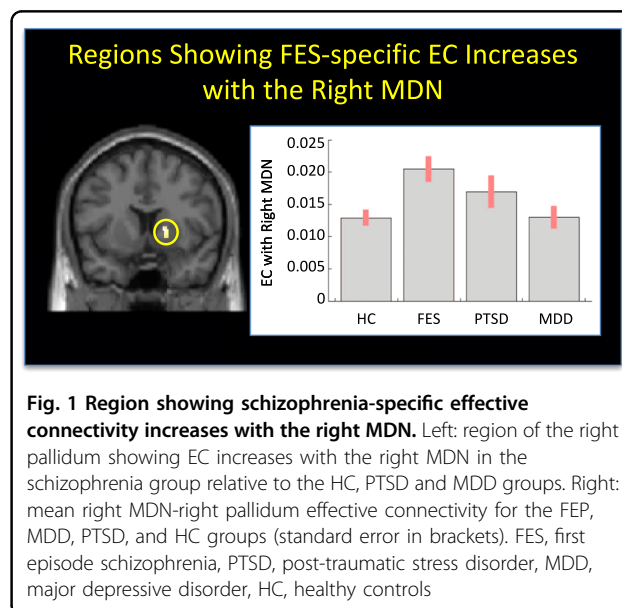 Regions Showing FES-specific EC Increases
with the Right MDN
EC with Right MDN
0.025
0.020
0.015
0.010
0.005
0
HC FES PTSD MDD
Fig. 1 Region showing schizophrenia-specific effective
connectivity increases with the right MDN. Left: region of the right
pallidum showing EC increases with the right MDN in the
schizophrenia group relative to the HC, PTSD and MDD groups. Right:
mean right MDN-right pallidum effective connectivity for the FEP,
MDD, PTSD, and HC groups (standard error in brackets). FES, first
episode schizophrenia, PTSD, post-traumatic stress disorder, MDD,
major depressive disorder, HC, healthy controls